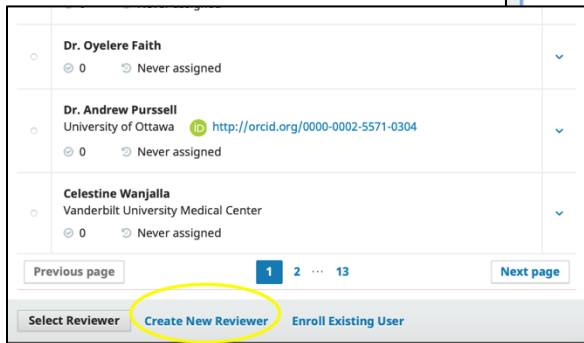 Dr. Oyelere Faith
0 Never assigned
Dr. Andrew Purssell
University of Ottawa iD http://orcid.org/0000-0002-5571-0304
0 Never assigned
Celestine Wanjalla
Vanderbilt University Medical Center
0 Never assigned
Previous page 1 2 ... 13 Next page
Select Reviewer Create New Reviewer Enroll Existing User